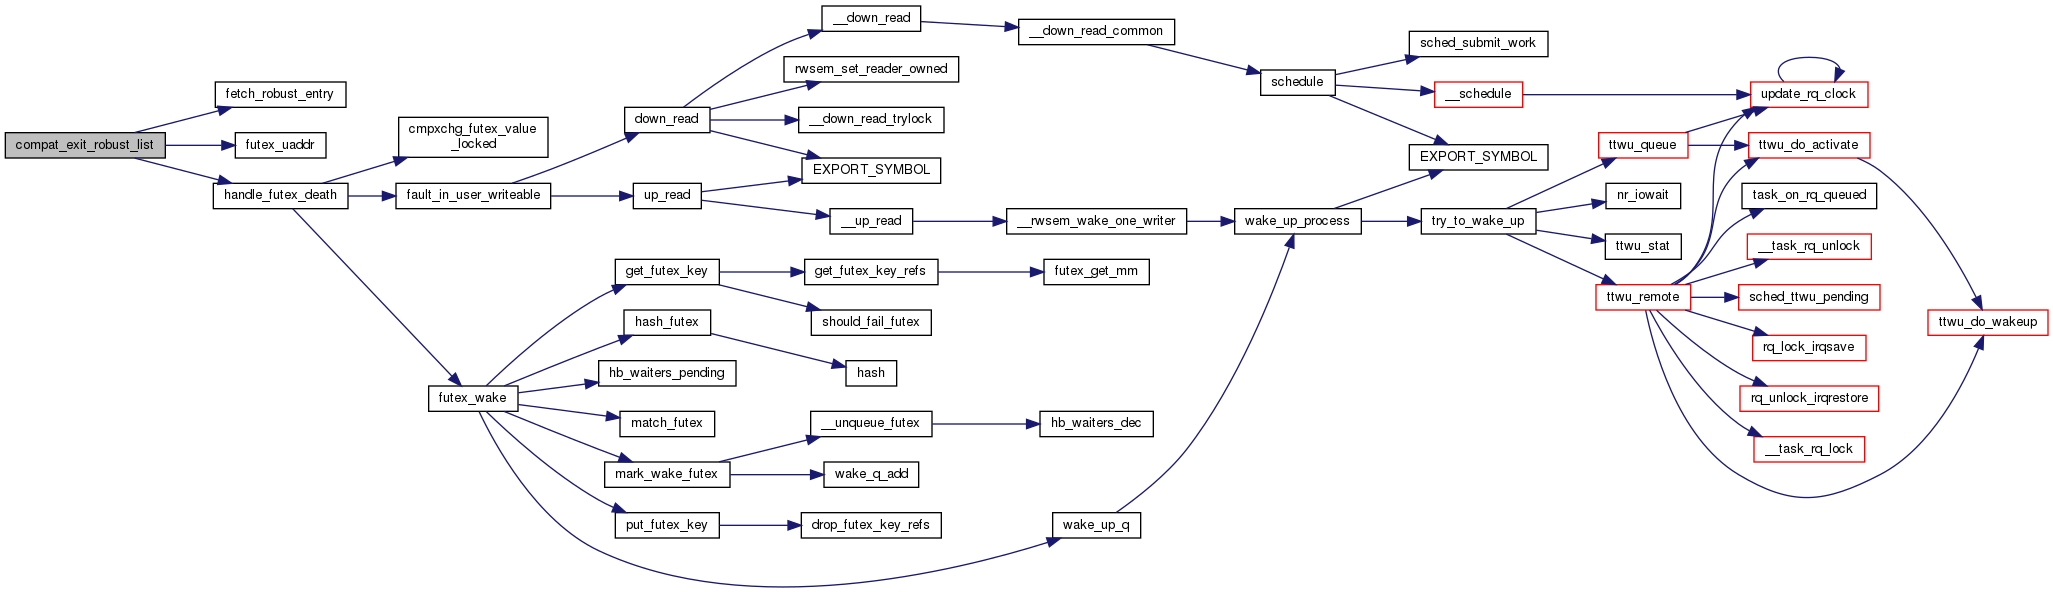 __down_read
__down_read_common
sched_submit_work
rwsem_set_reader_owned
schedule
fetch_robust_entry
__schedule
update_rq_clock
down_read
__down_read_trylock
cmpxchg_futex_value
_locked
compat_exit_robust_list
futex_uaddr
ttwu_queue
ttwu_do_activate
EXPORT_SYMBOL
EXPORT_SYMBOL
handle_futex_death
fault_in_user_writeable
up_read
nr_iowait
task_on_rq_queued
__up_read
__rwsem_wake_one_writer
wake_up_process
try_to_wake_up
ttwu_stat
__task_rq_unlock
get_futex_key
get_futex_key_refs
futex_get_mm
ttwu_remote
sched_ttwu_pending
hash_futex
should_fail_futex
ttwu_do_wakeup
rq_lock_irqsave
hb_waiters_pending
hash
futex_wake
rq_unlock_irqrestore
match_futex
__unqueue_futex
hb_waiters_dec
__task_rq_lock
mark_wake_futex
wake_q_add
put_futex_key
drop_futex_key_refs
wake_up_q